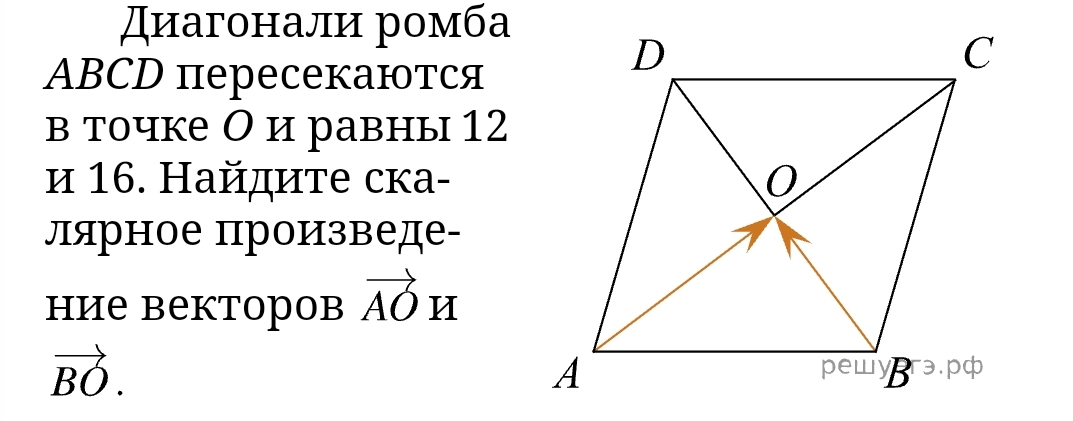 Диагонали ромба
ABCD пересекаются
в точке O и равны 12
и 16. Найдите ска-
лярное произведе-
ние векторов AO и
BO.
D
C
O
A
B
решуегэ.рф